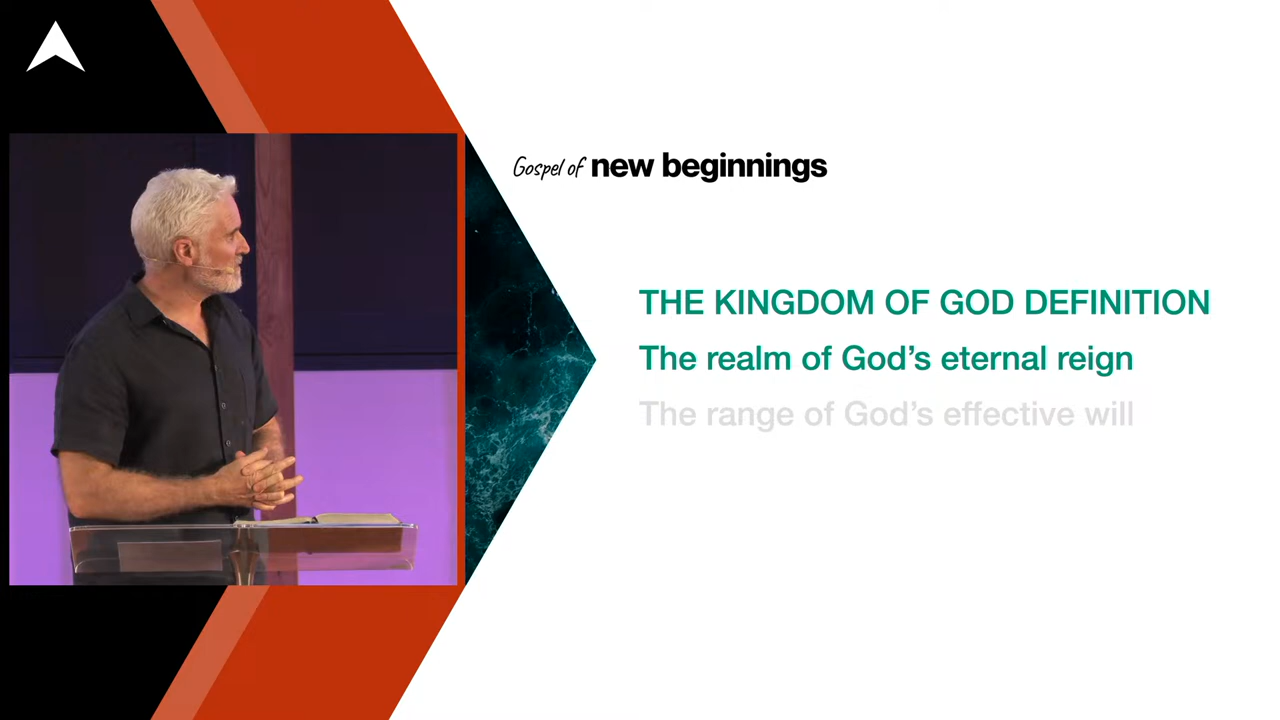 Gospel of new beginnings
THE KINGDOM OF GOD DEFINITION
The realm of God’s eternal reign
The range of God’s effective will